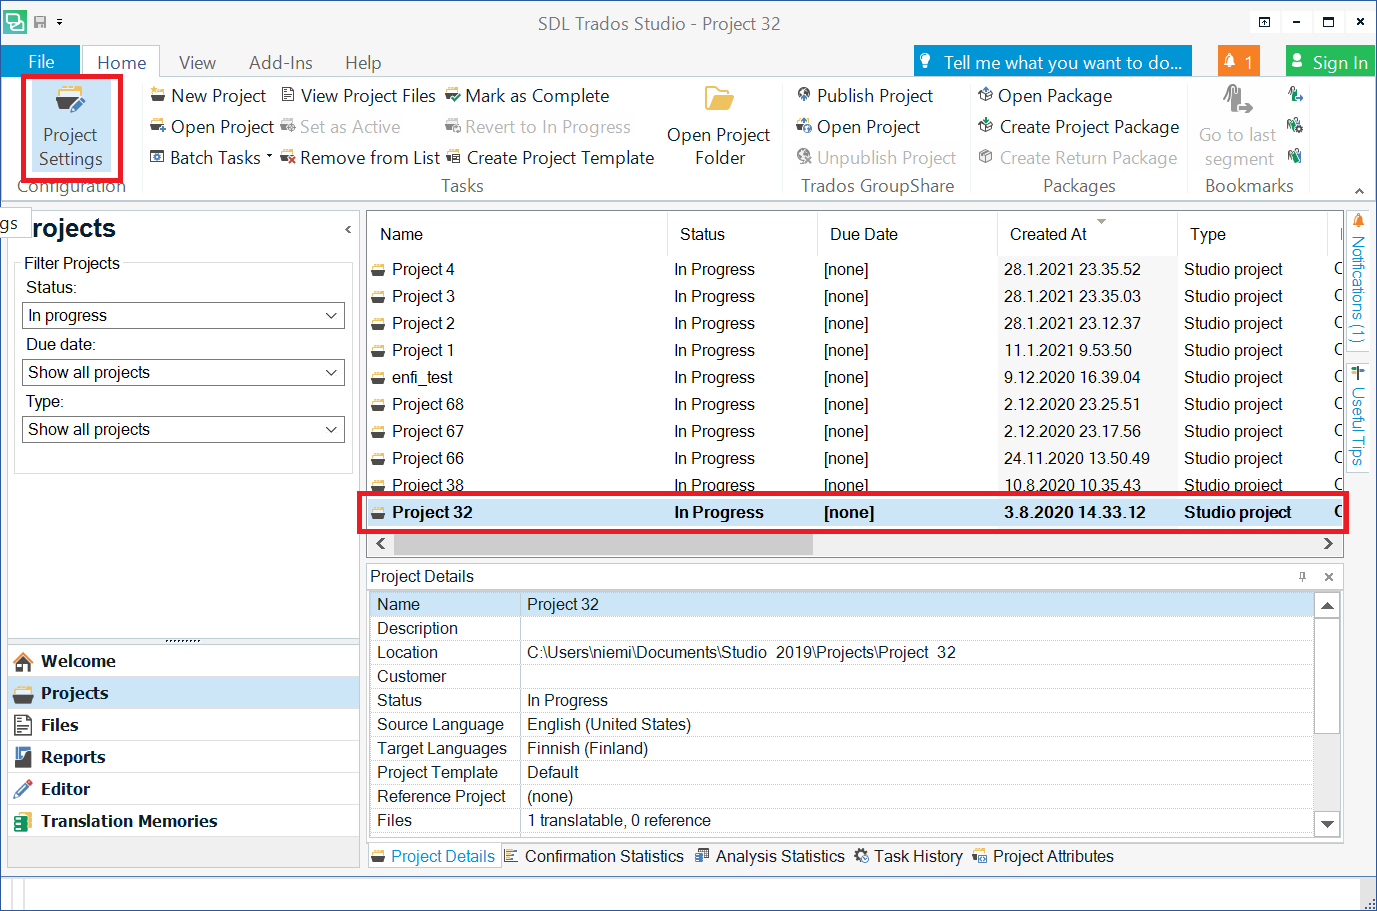 SDL Trados Studio - Project 32
File Home View Add-Ins Help Tell me what you want to do... 1 Sign In
Project Settings
Configuration
New Project View Project Files Mark as Complete
Open Project Set as Active Revert to In Progress
Batch Tasks Remove from List Create Project Template
Tasks
Open Project Folder
Publish Project
Open Project
Unpublish Project
Trados GroupShare
Open Package
Create Project Package
Create Return Package
Packages
Go to last segment
Bookmarks
gs
rojects
Filter Projects
Status:
In progress
Due date:
Show all projects
Type:
Show all projects
Welcome
Projects
Files
Reports
Editor
Translation Memories
Name Status Due Date Created At Type
Project 4 In Progress [none] 28.1.2021 23.35.52 Studio project
Project 3 In Progress [none] 28.1.2021 23.35.03 Studio project
Project 2 In Progress [none] 28.1.2021 23.12.37 Studio project
Project 1 In Progress [none] 11.1.2021 9.53.50 Studio project
enfi_test In Progress [none] 9.12.2020 16.39.04 Studio project
Project 68 In Progress [none] 2.12.2020 23.25.51 Studio project
Project 67 In Progress [none] 2.12.2020 23.17.56 Studio project
Project 66 In Progress [none] 24.11.2020 13.50.49 Studio project
Project 38 In Progress [none] 10.8.2020 10.35.43 Studio project
Project 32 In Progress [none] 3.8.2020 14.33.12 Studio project
Project Details
Name Project 32
Description
Location C:\Users\niemi\Documents\Studio 2019\Projects\Project 32
Customer
Status In Progress
Source Language English (United States)
Target Languages Finnish (Finland)
Project Template Default
Reference Project (none)
Files 1 translatable, 0 reference
Project Details Confirmation Statistics Analysis Statistics Task History Project Attributes
Notifications (1)
Useful Tips